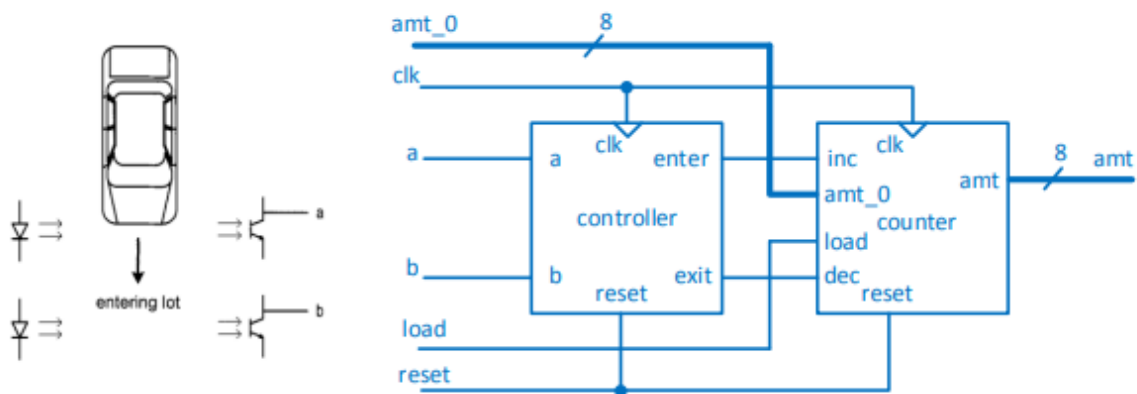 a
entering lot
b
amt_0
8
clk
a
a
clk
enter
inc
clk
8
amt
amt
amt_0
controller
counter
load
b
b
exit
dec
reset
reset
load
reset